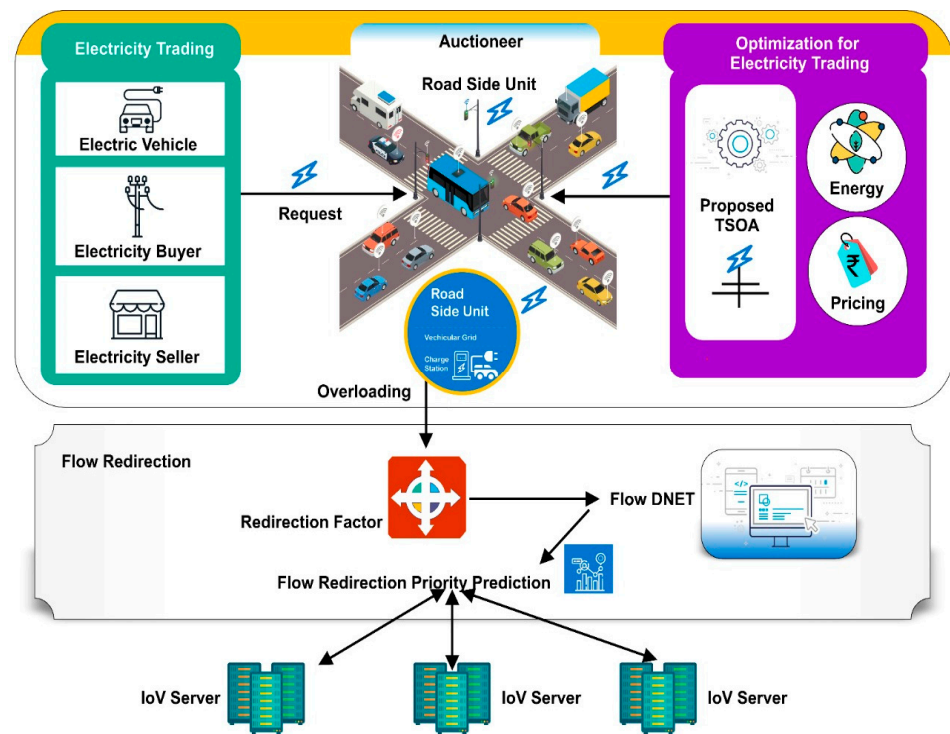 Electricity Trading
Electric Vehicle
Electricity Buyer
Electricity Seller
Request
Auctioneer
Road Side Unit
Road
Side Unit
Vechicular Grid
Charge
Station
Optimization for
Electricity Trading
Proposed
TSOA
Energy
₹
Pricing
Overloading
Flow Redirection
Redirection Factor
Flow DNET
</>
Flow Redirection Priority Prediction
IoV Server
IoV Server
IoV Server